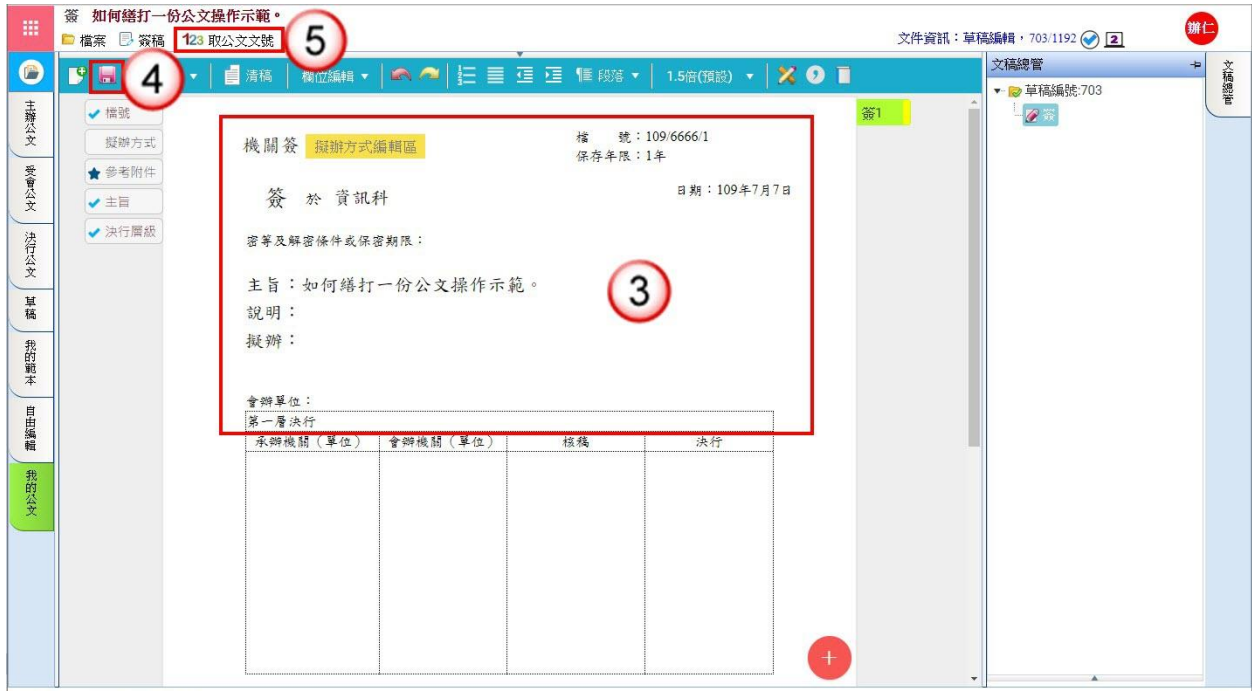 簽 如何繕打一份公文操作示範。
檔案 簽稿 123 取公文文號
5
文件資訊：草稿編輯，703/1192 2
辦仁
4
清稿 欄位編輯 段落 1.5倍(預設)
文稿總管
草稿編號:703
簽
文稿總管
主辦公文
受會公文
決行公文
草稿
我的範本
自由編輯
我的公文
檔號
擬辦方式
參考附件
主旨
決行層級
簽1
機關簽 擬辦方式編輯區
檔 號：109/6666/1
保存年限：1年
簽 於 資訊科
日期：109年7月7日
密等及解密條件或保密期限：
主旨：如何繕打一份公文操作示範。
說明：
擬辦：
3
會辦單位：
第一層決行
承辦機關（單位） 會辦機關（單位） 核稿 決行